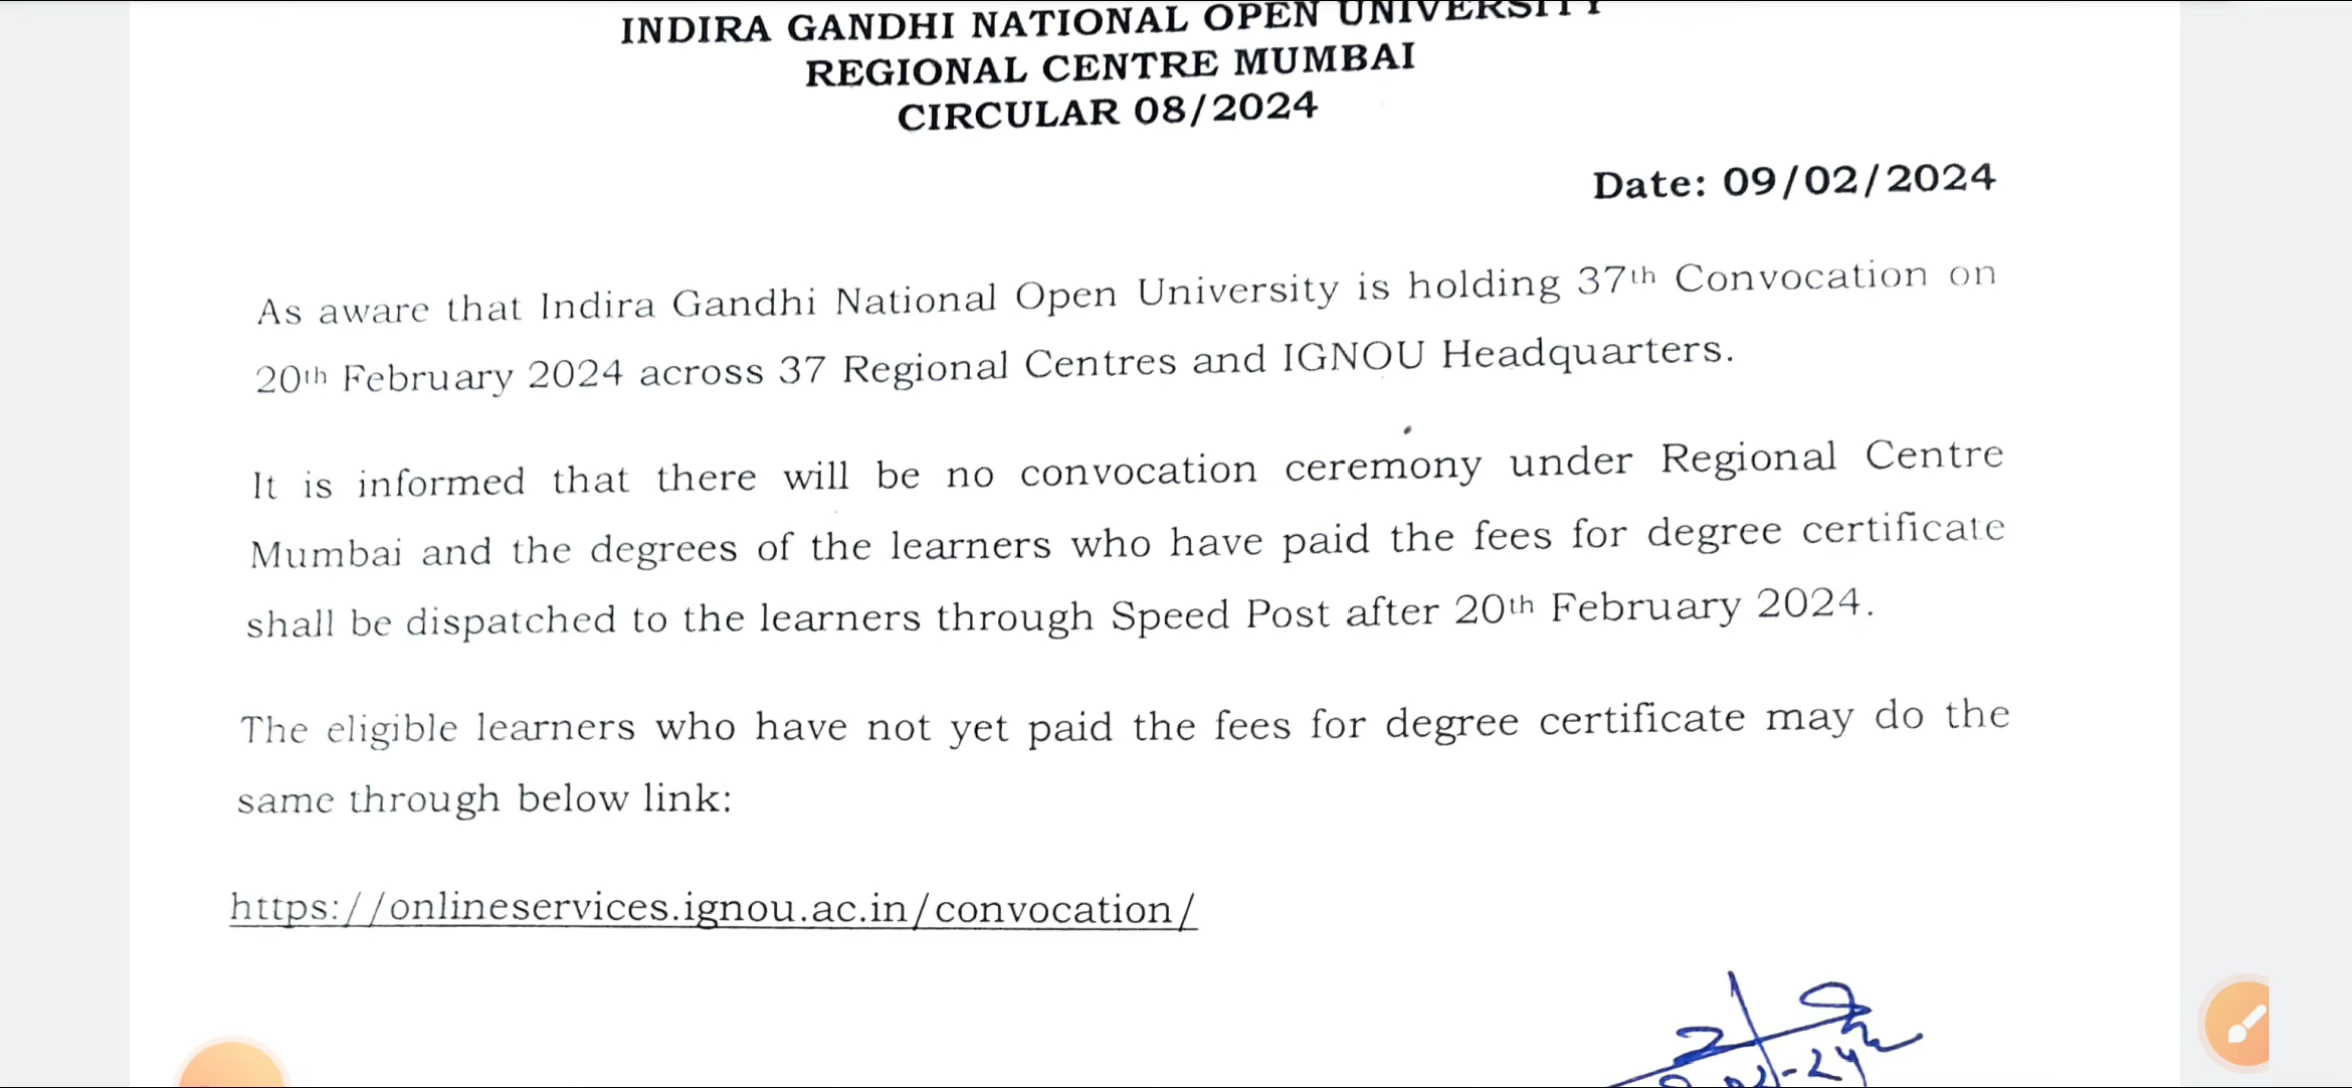 INDIRA GANDHI NATIONAL OPEN UNIVERSITY
REGIONAL CENTRE MUMBAI
CIRCULAR 08/2024
Date: 09/02/2024
As aware that Indira Gandhi National Open University is holding 37th Convocation on
20th February 2024 across 37 Regional Centres and IGNOU Headquarters.
It is informed that there will be no convocation ceremony under Regional Centre
Mumbai and the degrees of the learners who have paid the fees for degree certificate
shall be dispatched to the learners through Speed Post after 20th February 2024.
The eligible learners who have not yet paid the fees for degree certificate may do the
same through below link:
https://onlineservices.ignou.ac.in/convocation/